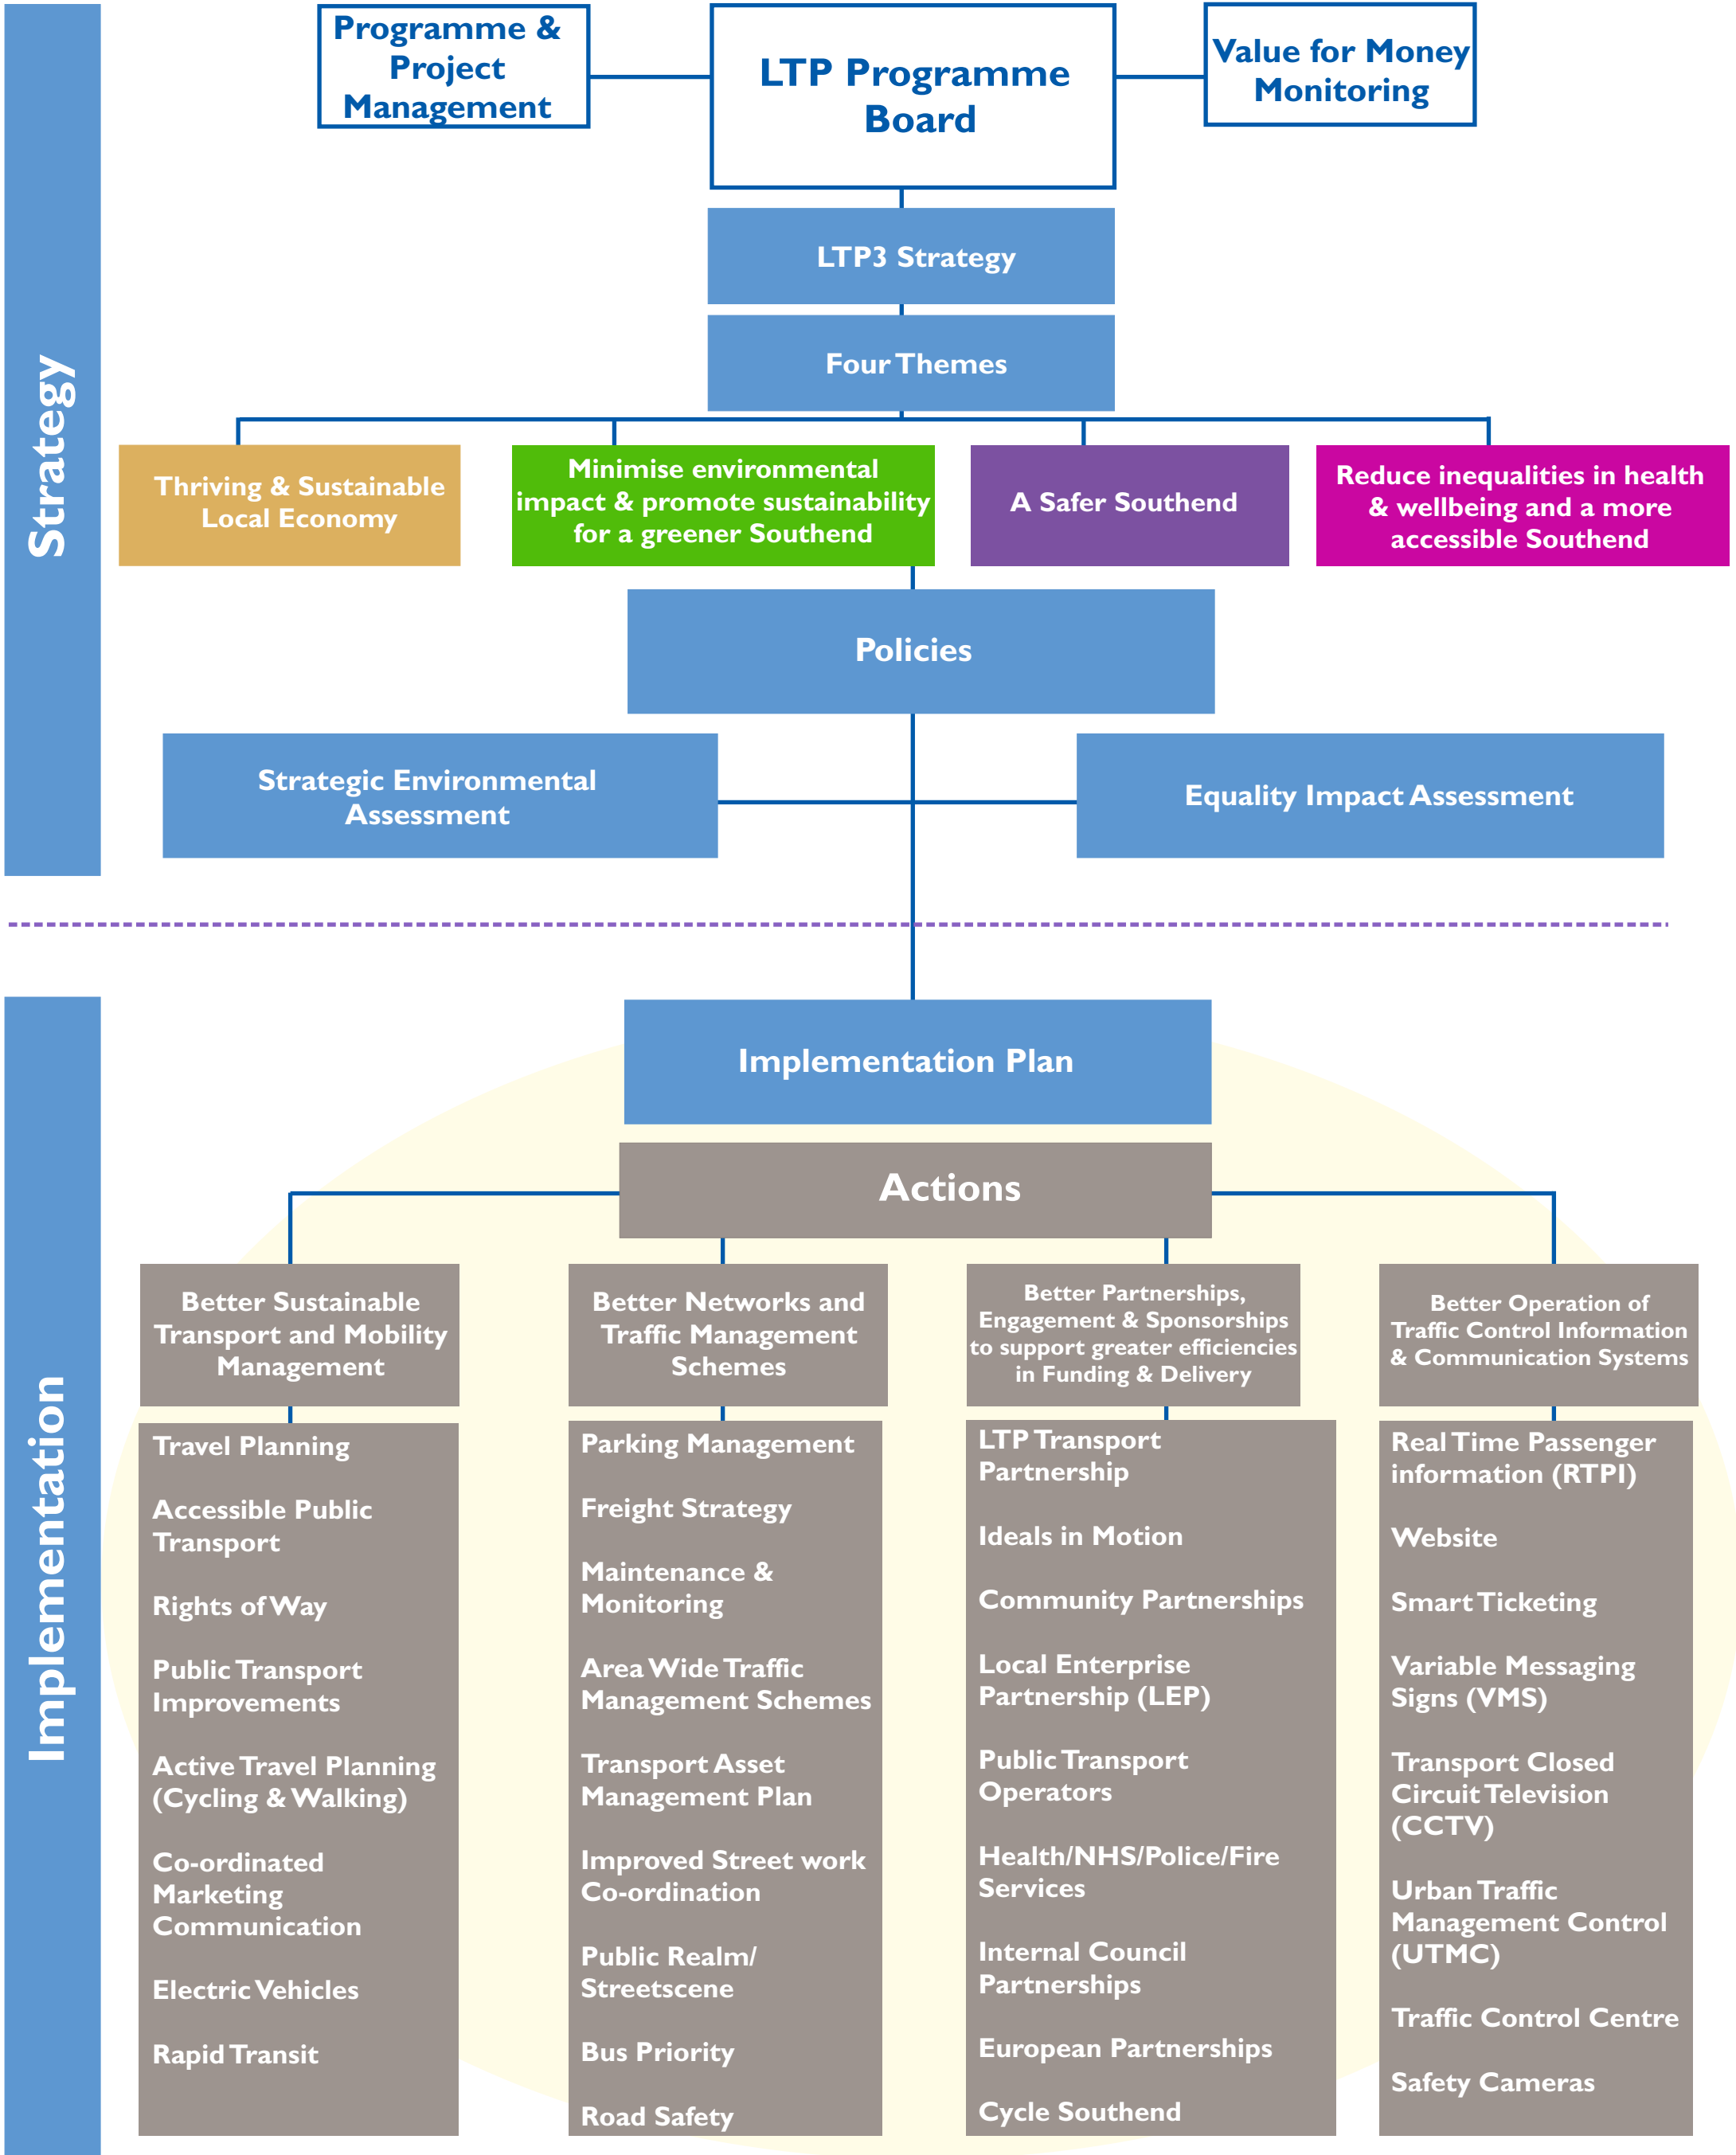 Strategy
Programme &
Project
Management
LTP Programme
Board
Value for Money
Monitoring
LTP3 Strategy
Four Themes
Thriving & Sustainable
Local Economy
Minimise environmental
impact & promote sustainability
for a greener Southend
A Safer Southend
Reduce inequalities in health
& wellbeing and a more
accessible Southend
Policies
Strategic Environmental
Assessment
Equality Impact Assessment
Implementation
Implementation Plan
Actions
Better Sustainable
Transport and Mobility
Management
Travel Planning
Accessible Public
Transport
Rights of Way
Public Transport
Improvements
Active Travel Planning
(Cycling & Walking)
Co-ordinated
Marketing
Communication
Electric Vehicles
Rapid Transit
Better Networks and
Traffic Management
Schemes
Parking Management
Freight Strategy
Maintenance &
Monitoring
Area Wide Traffic
Management Schemes
Transport Asset
Management Plan
Improved Street work
Co-ordination
Public Realm/
Streetscene
Bus Priority
Road Safety
Better Partnerships,
Engagement & Sponsorships
to support greater efficiencies
in Funding & Delivery
LTP Transport
Partnership
Ideals in Motion
Community Partnerships
Local Enterprise
Partnership (LEP)
Public Transport
Operators
Health/NHS/Police/Fire
Services
Internal Council
Partnerships
European Partnerships
Cycle Southend
Better Operation of
Traffic Control Information
& Communication Systems
Real Time Passenger
information (RTPI)
Website
Smart Ticketing
Variable Messaging
Signs (VMS)
Transport Closed
Circuit Television
(CCTV)
Urban Traffic
Management Control
(UTMC)
Traffic Control Centre
Safety Cameras